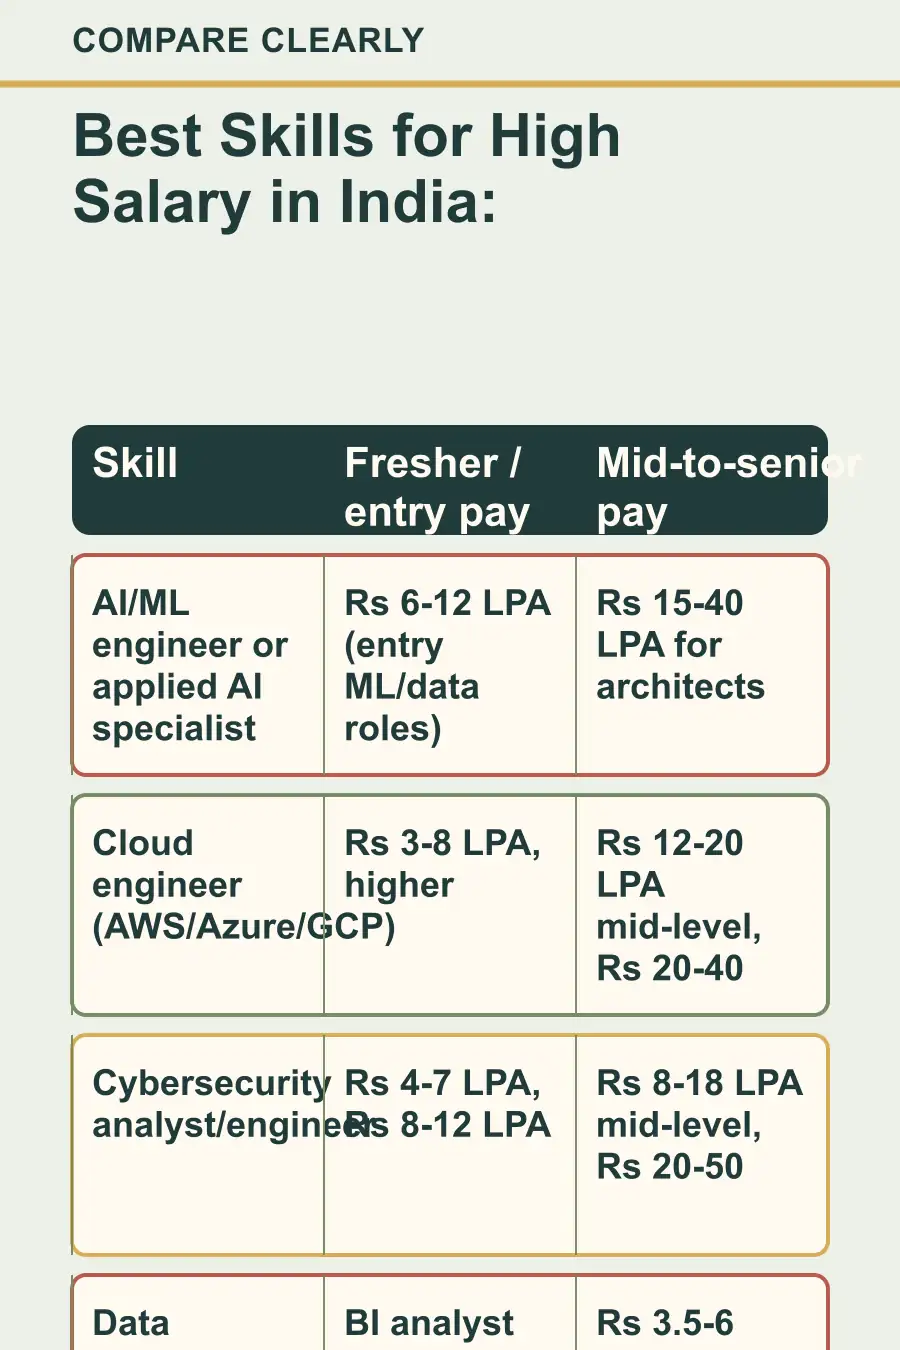 COMPARE CLEARLY
Best Skills for High
Salary in India:
Skill
Fresher /
entry pay
Mid-to-senior
pay
AI/ML
engineer or
applied AI
specialist
Rs 6-12 LPA
(entry
ML/data
roles)
Rs 15-40
LPA for
architects
Cloud
engineer
(AWS/Azure/GCP)
Rs 3-8 LPA,
higher
Rs 12-20
LPA
mid-level,
Rs 20-40
Cybersecurity
analyst/engineer
Rs 4-7 LPA,
Rs 8-12 LPA
Rs 8-18 LPA
mid-level,
Rs 20-50
Data
BI analyst
Rs 3.5-6